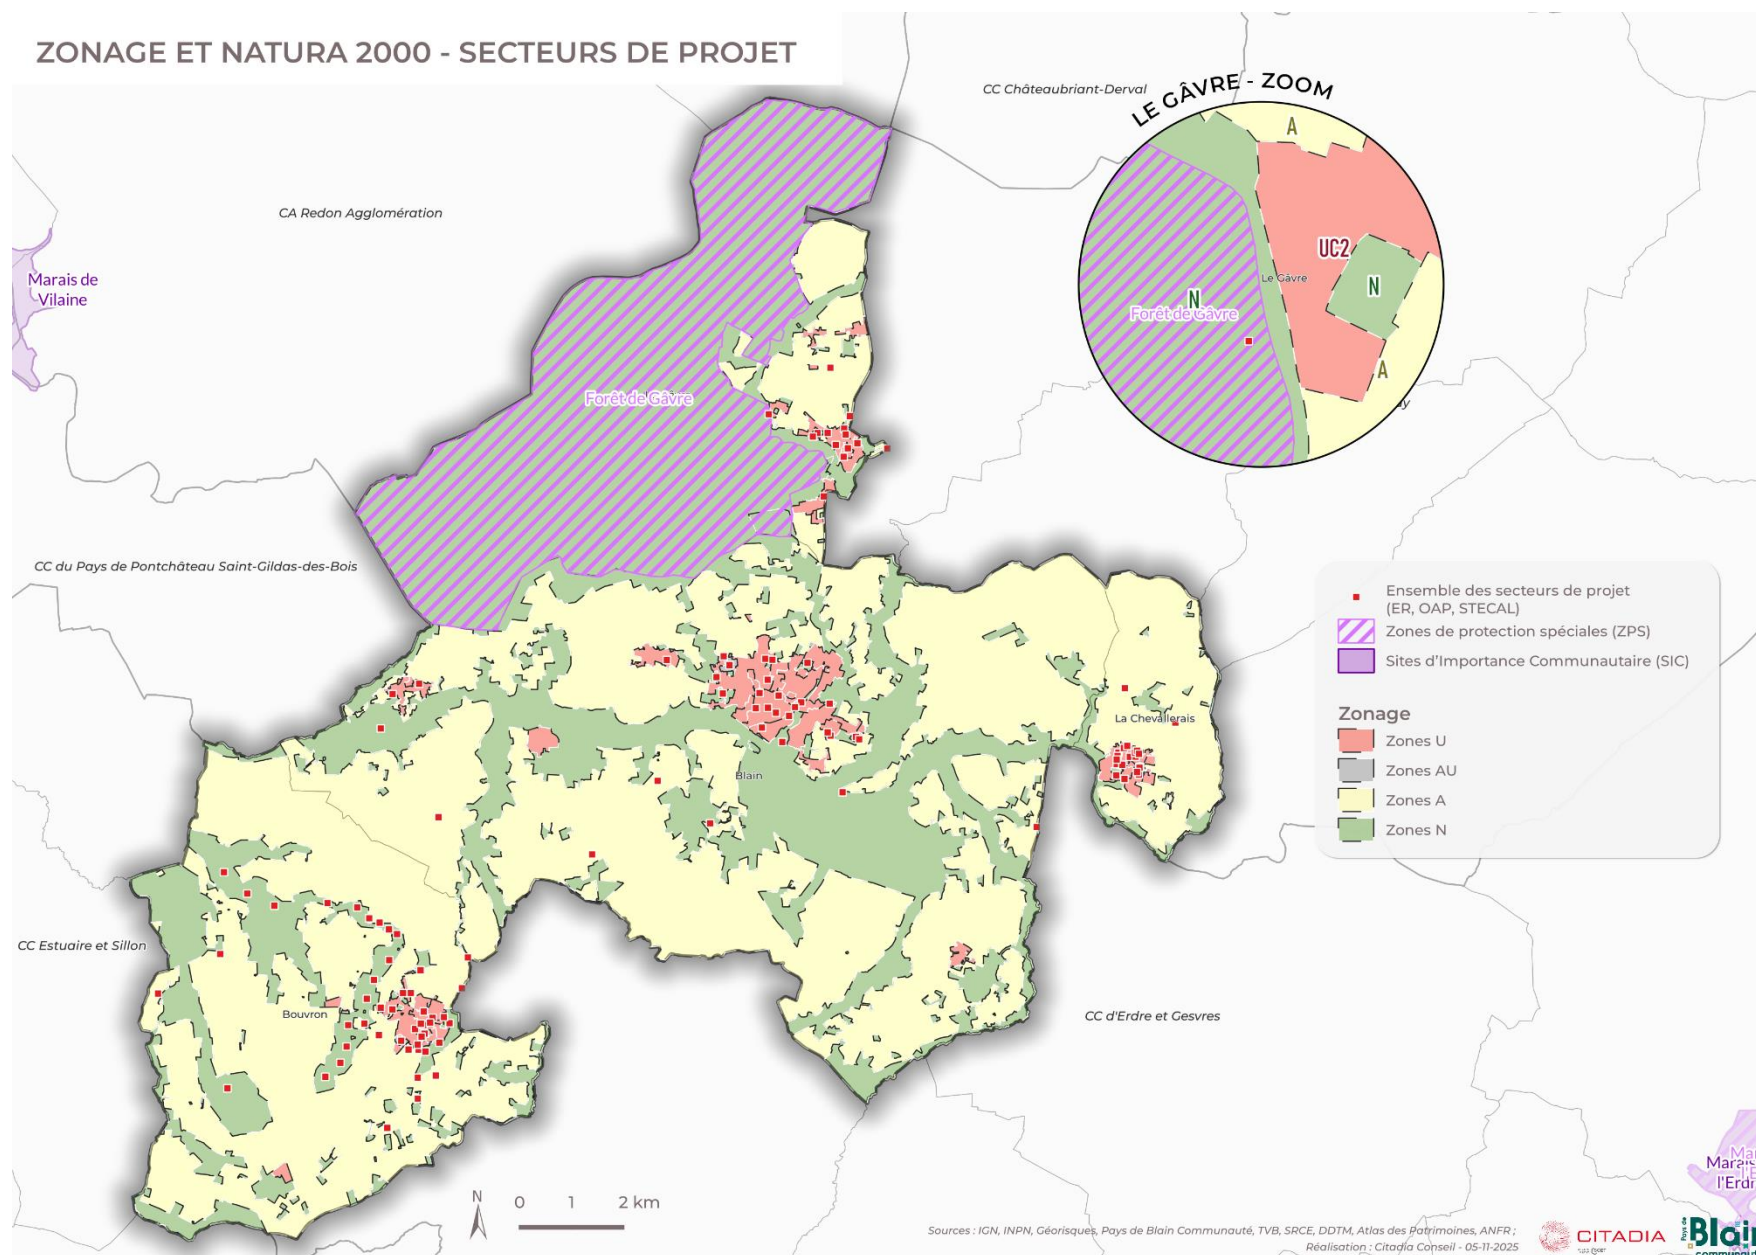 ZONAGE ET NATURA 2000 - SECTEURS DE PROJET
CC Châteaubriant-Derval
LE GÂVRE - ZOOM
A
CA Redon Agglomération
UC2
Marais de
Vilaine
Le Gâvre
N
N
Forêt de Gâvre
A
Forêt de Gâvre
CC du Pays de Pontchâteau Saint-Gildas-des-Bois
Ensemble des secteurs de projet
(ER, OAP, STECAL)
Zones de protection spéciales (ZPS)
Sites d'Importance Communautaire (SIC)
Zonage
Zones U
Zones AU
Zones A
Zones N
La Chevallerais
Blain
CC Estuaire et Sillon
Bouvron
CC d'Erdre et Gesvres
N
0 1 2 km
Sources : IGN, INPN, Géorisques, Pays de Blain Communauté, TVB, SRCE, DDTM, Atlas des Patrimoines, ANFR ;
Réalisation : Citadia Conseil - 05-11-2025
CITADIA
Pays de
Blain